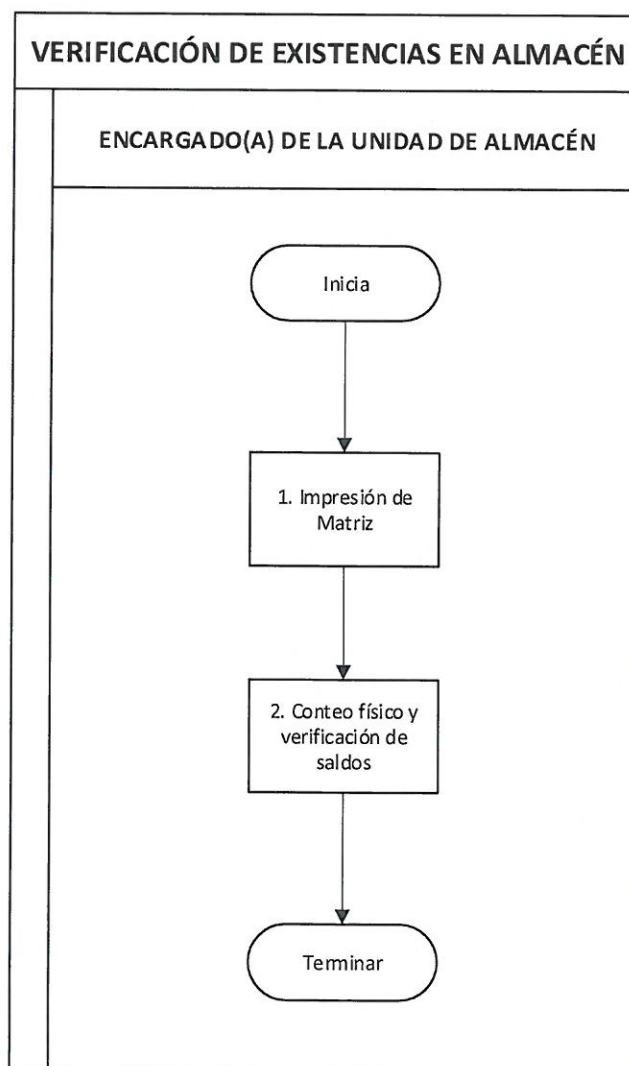 VERIFICACIÓN DE EXISTENCIAS EN ALMACÉN
ENCARGADO(A) DE LA UNIDAD DE ALMACÉN
Inicia
1. Impresión de
Matriz
2. Conteo físico y
verificación de
saldos
Terminar